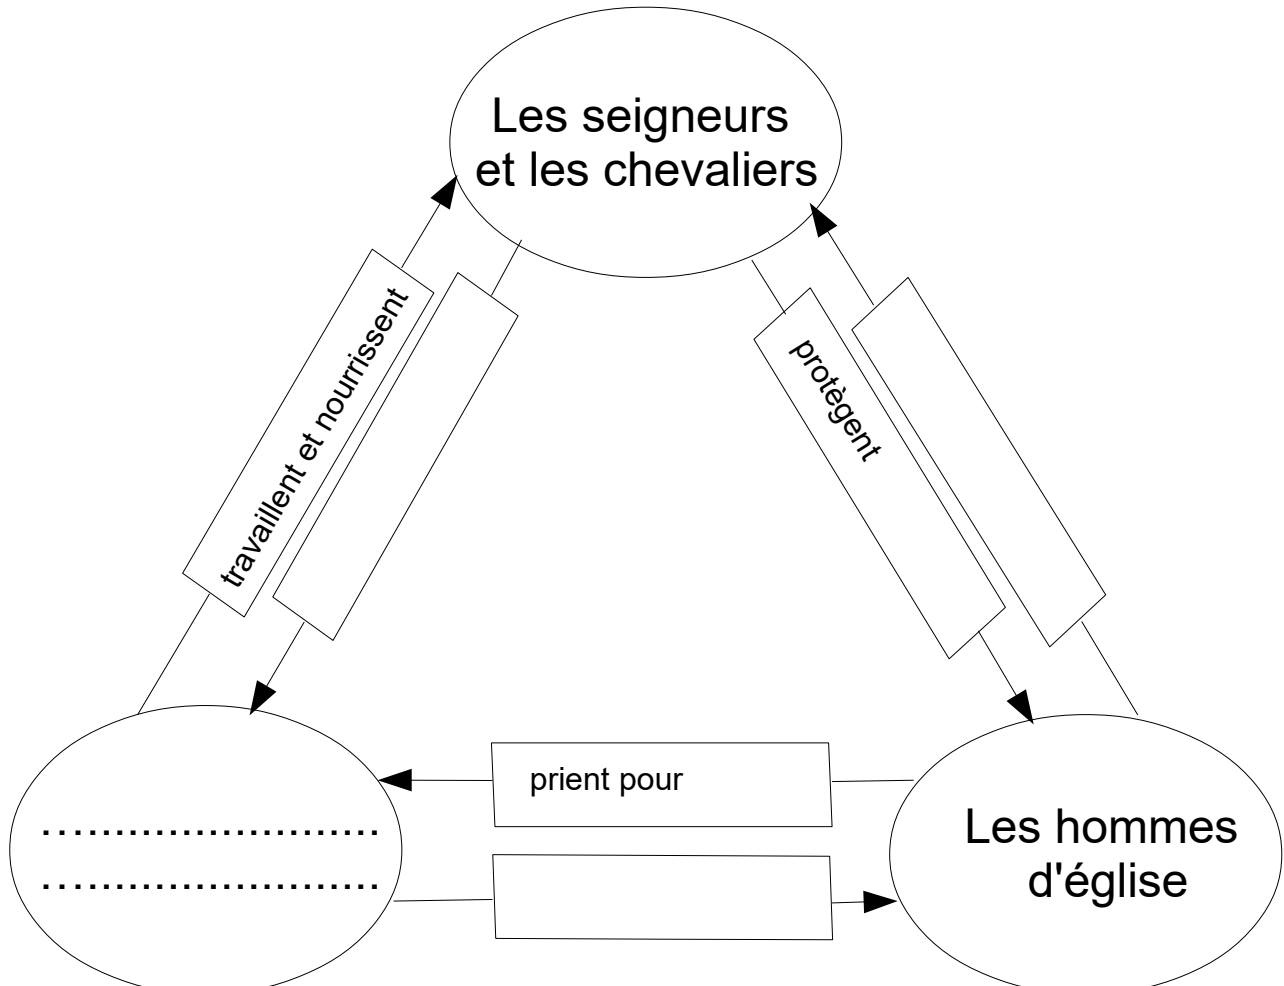 Les seigneurs
et les chevaliers
travaillent et nourrissent
protègent
prient pour
.........................
.........................
Les hommes
d'église